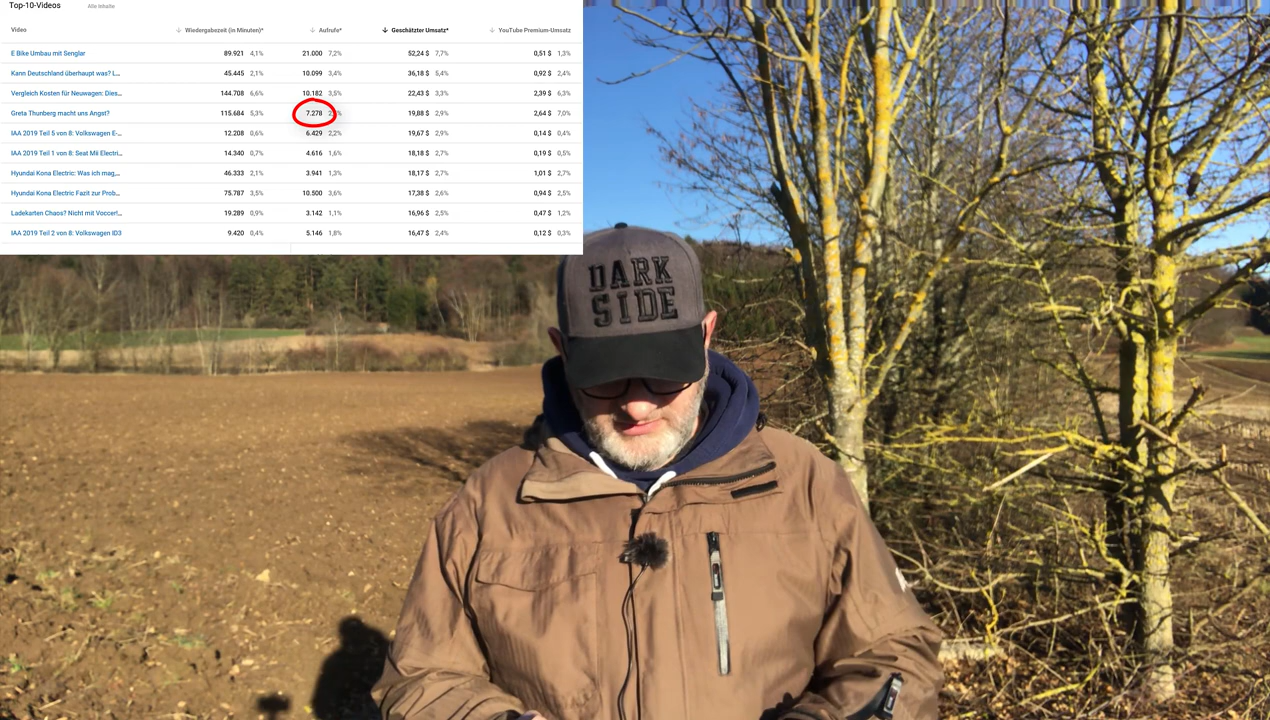 Top-10-Videos Alle Inhalte
Video Wiedergabezeit (in Minuten)* Aufrufe* Geschätzter Umsatz* YouTube Premium-Umsatz
E Bike Umbau mit Senglar 89.921 4,1% 21.000 7,2% 52,24 $ 7,7% 0,51 $ 1,3%
Kann Deutschland überhaupt was? L... 45.445 2,1% 10.099 3,4% 36,18 $ 5,4% 0,92 $ 2,4%
Vergleich Kosten für Neuwagen: Dies... 144.708 6,6% 10.182 3,5% 22,43 $ 3,3% 2,39 $ 6,3%
Greta Thunberg macht uns Angst? 115.684 5,3% 7.278 19,88 $ 2,9% 2,64 $ 7,0%
IAA 2019 Teil 5 von 8: Volkswagen E-... 12.208 0,6% 6.429 2,2% 19,67 $ 2,9% 0,14 $ 0,4%
IAA 2019 Teil 1 von 8: Seat Mii Electri... 14.340 0,7% 4.616 1,6% 18,18 $ 2,7% 0,19 $ 0,5%
Hyundai Kona Electric: Was ich mag,... 46.333 2,1% 3.941 1,3% 18,17 $ 2,7% 1,01 $ 2,7%
Hyundai Kona Electric Fazit zur Prob... 75.787 3,5% 10.500 3,6% 17,38 $ 2,6% 0,94 $ 2,5%
Ladekarten Chaos? Nicht mit Voccer!... 19.289 0,9% 3.142 1,1% 16,96 $ 2,5% 0,47 $ 1,2%
IAA 2019 Teil 2 von 8: Volkswagen ID3 9.420 0,4% 5.146 1,8% 16,47 $ 2,4% 0,12 $ 0,3%
DARK
SIDE